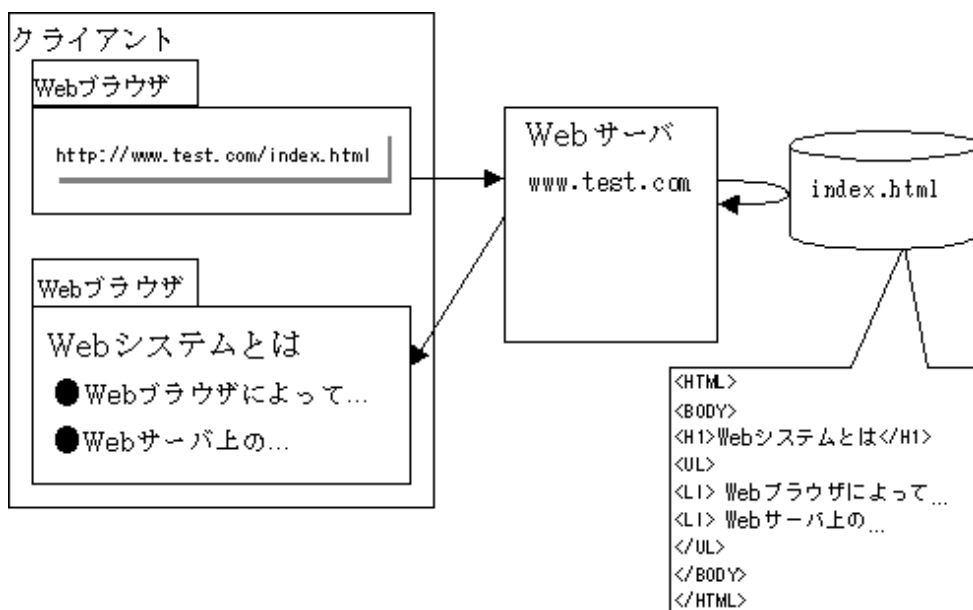 クライアント
Webブラウザ
http://www.test.com/index.html
Webブラウザ
Webシステムとは
●Webブラウザによって...
●Webサーバ上の...
Webサーバ
www.test.com
index.html
<HTML>
<BODY>
<H1>Webシステムとは</H1>
<UL>
<LI> Webブラウザによって...
<LI> Webサーバ上の...
</UL>
</BODY>
</HTML>